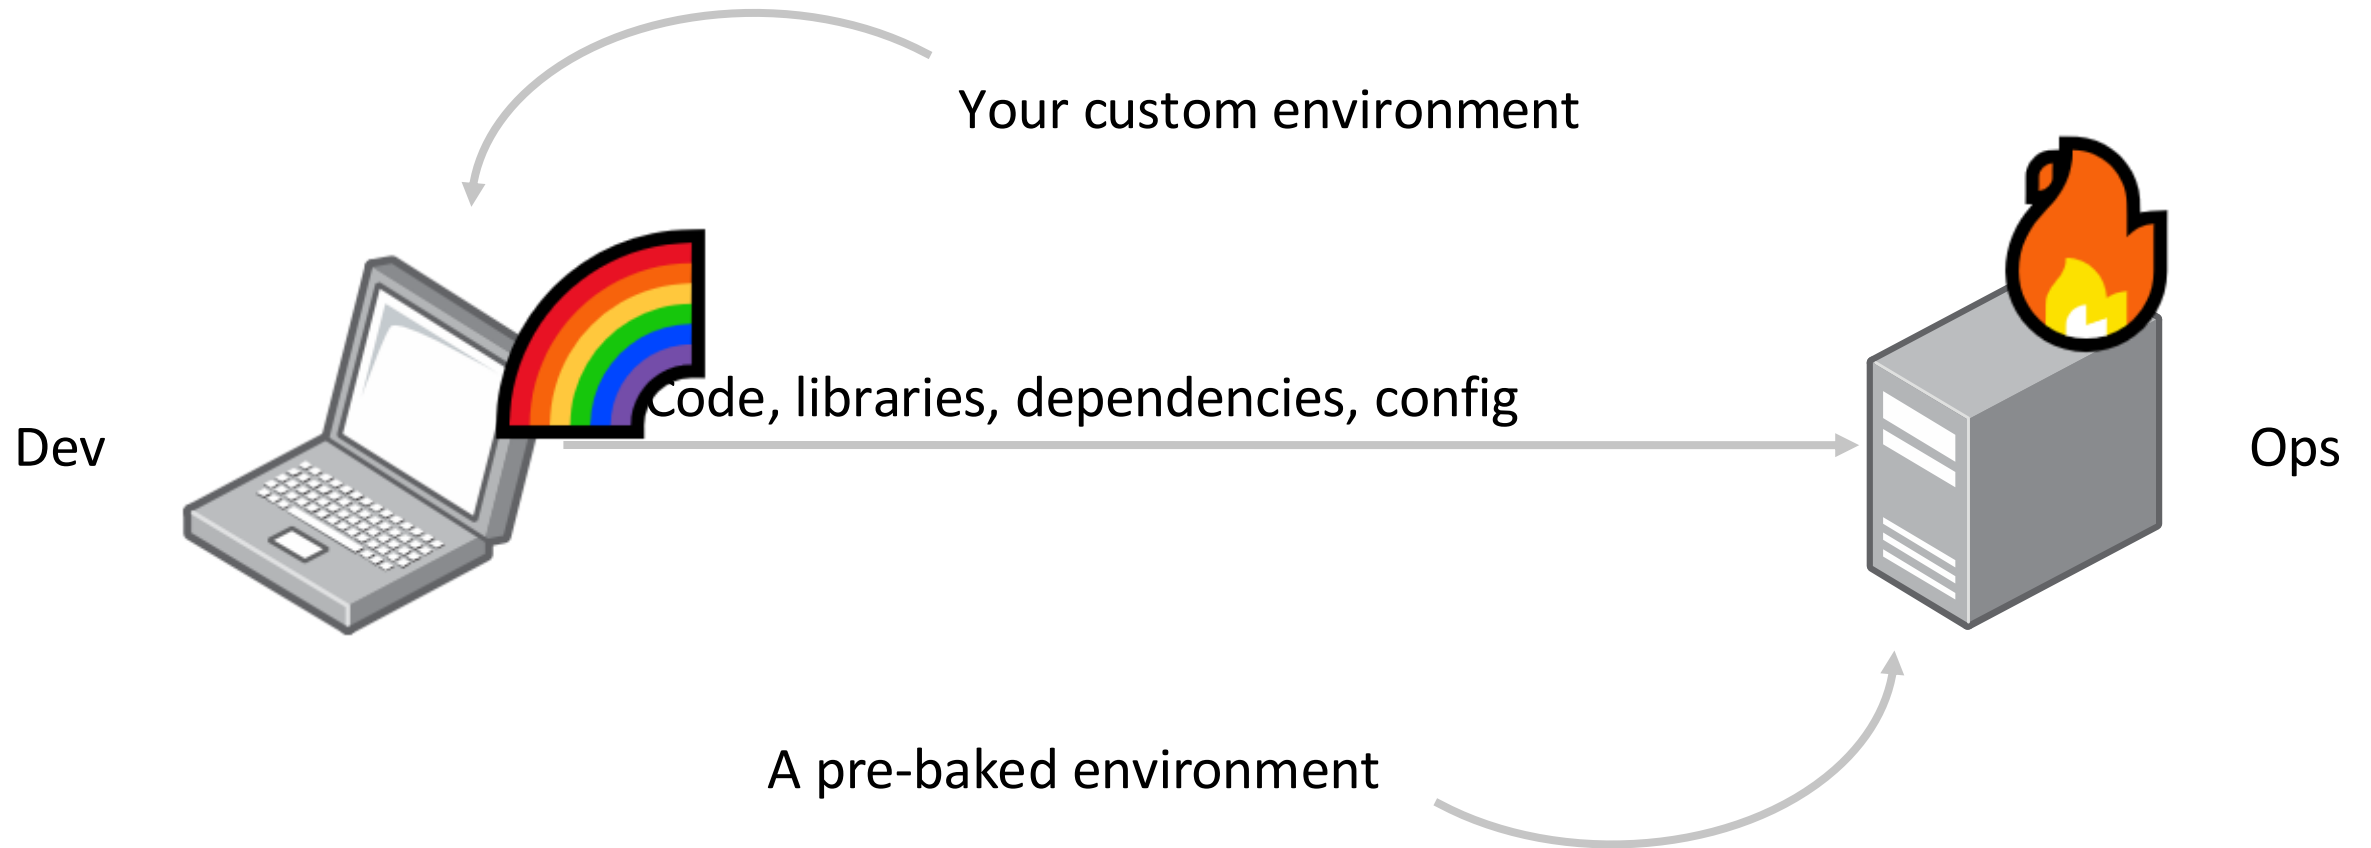 Your custom environment
Code, libraries, dependencies, config
Dev
Ops
A pre-baked environment